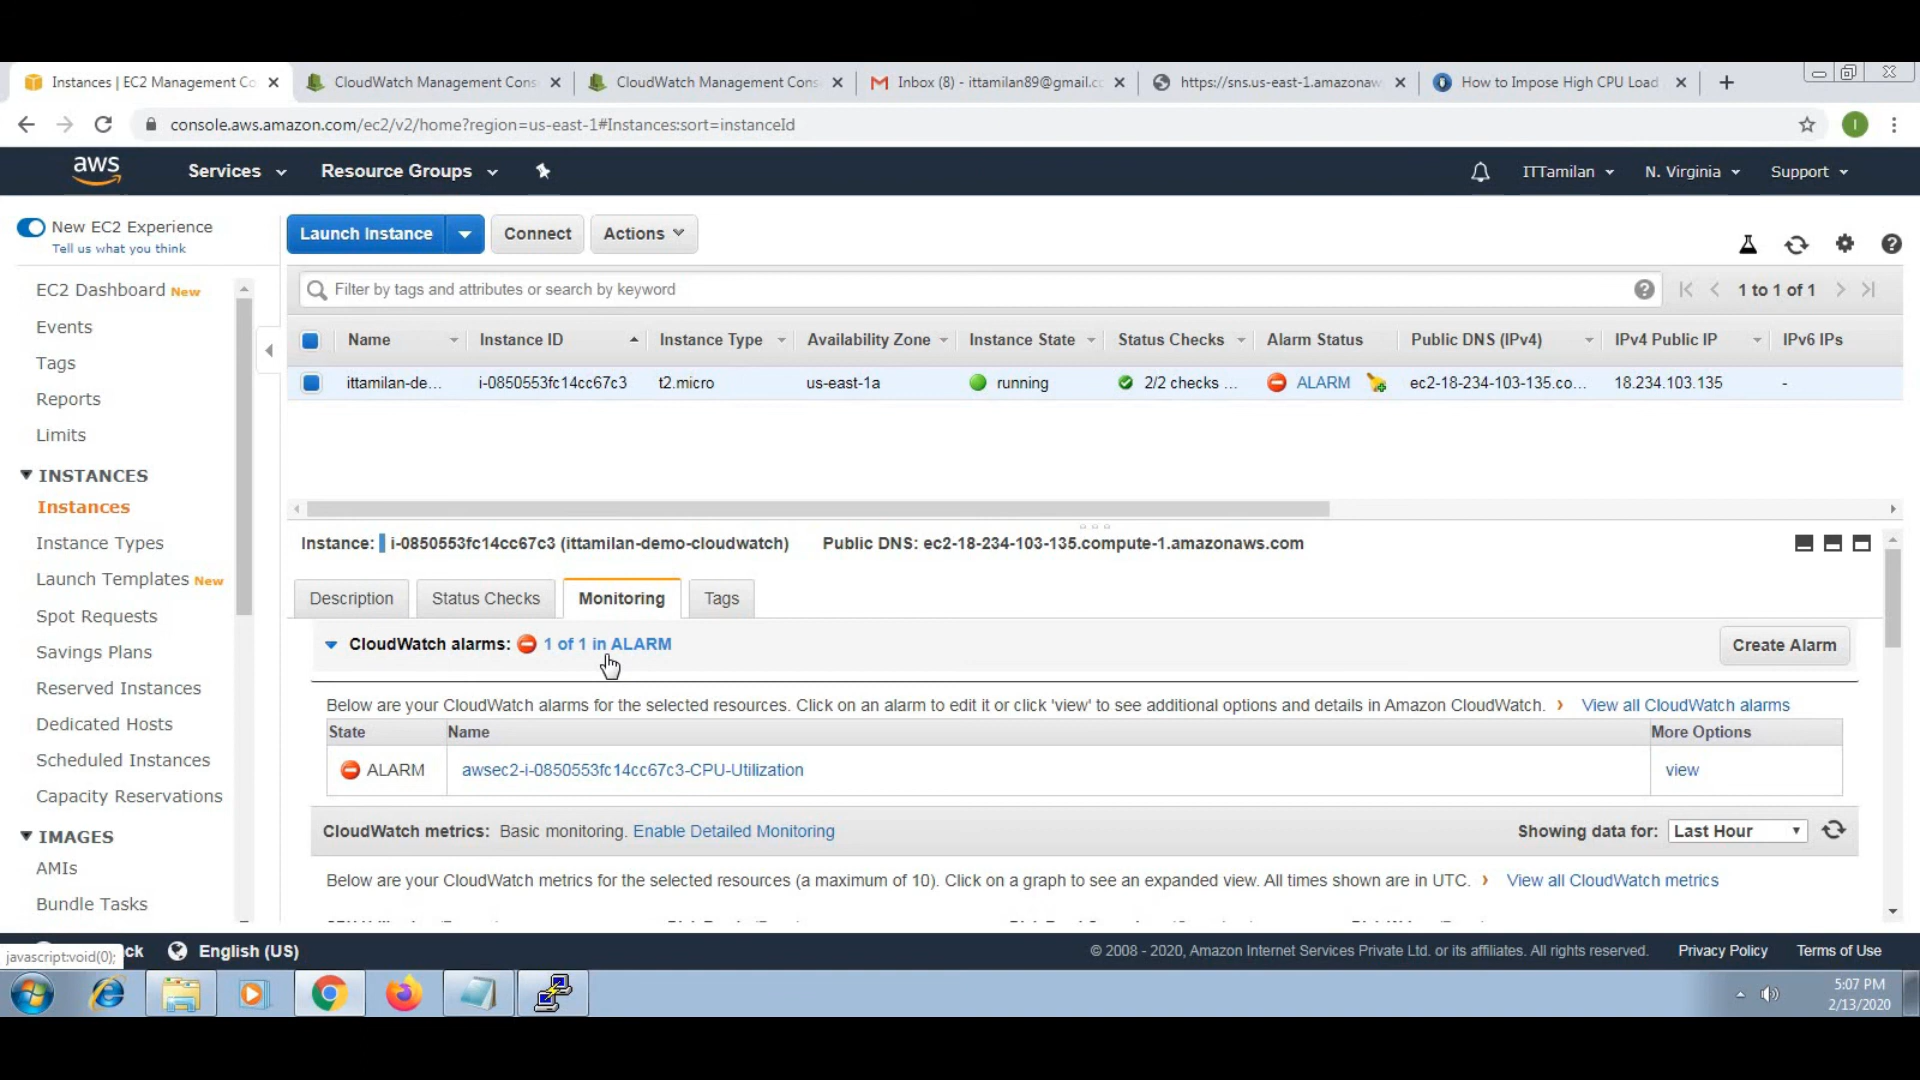 Instances | EC2 Management Co
CloudWatch Management Cons
CloudWatch Management Cons
Inbox (8) - ittamilan89@gmail.co
https://sns.us-east-1.amazonaw
How to Impose High CPU Load
console.aws.amazon.com/ec2/v2/home?region=us-east-1#Instances:sort=instanceId
I
aws
Services
Resource Groups
ITTamilan
N. Virginia
Support
New EC2 Experience
Tell us what you think
Launch Instance
Connect
Actions
EC2 Dashboard New
Events
Tags
Reports
Limits
INSTANCES
Instances
Instance Types
Launch Templates New
Spot Requests
Savings Plans
Reserved Instances
Dedicated Hosts
Scheduled Instances
Capacity Reservations
IMAGES
AMIs
Bundle Tasks
Filter by tags and attributes or search by keyword
1 to 1 of 1
Name Instance ID Instance Type Availability Zone Instance State Status Checks Alarm Status Public DNS (IPv4) IPv4 Public IP IPv6 IPs
ittamilan-de... i-0850553fc14cc67c3 t2.micro us-east-1a running 2/2 checks ... ALARM ec2-18-234-103-135.co... 18.234.103.135 -
Instance: i-0850553fc14cc67c3 (ittamilan-demo-cloudwatch) Public DNS: ec2-18-234-103-135.compute-1.amazonaws.com
Description
Status Checks
Monitoring
Tags
CloudWatch alarms: 1 of 1 in ALARM
Create Alarm
Below are your CloudWatch alarms for the selected resources. Click on an alarm to edit it or click 'view' to see additional options and details in Amazon CloudWatch. View all CloudWatch alarms
State Name More Options
ALARM awsec2-i-0850553fc14cc67c3-CPU-Utilization view
CloudWatch metrics: Basic monitoring. Enable Detailed Monitoring
Showing data for: Last Hour
Below are your CloudWatch metrics for the selected resources (a maximum of 10). Click on a graph to see an expanded view. All times shown are in UTC. View all CloudWatch metrics
javascript:void(0);
ck
English (US)
© 2008 - 2020, Amazon Internet Services Private Ltd. or its affiliates. All rights reserved.
Privacy Policy
Terms of Use
5:07 PM
2/13/2020